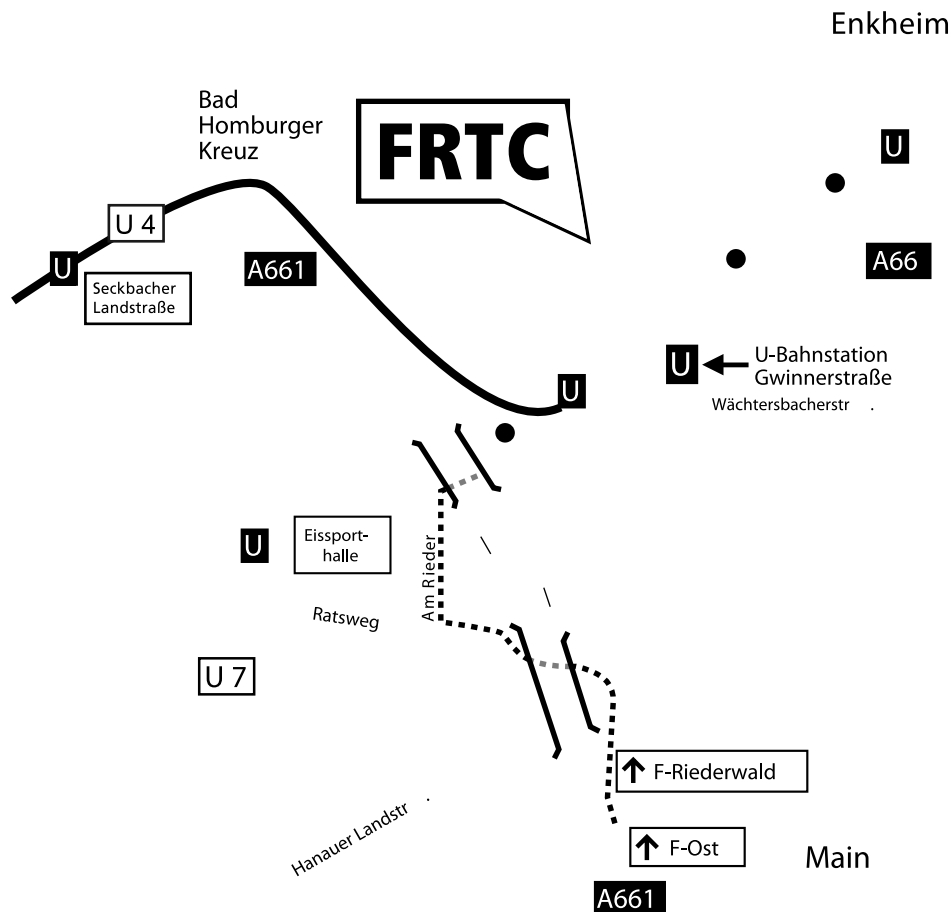 Enkheim
Bad
Homburger
Kreuz
FRTC
U
U 4
U
A661
A66
Seckbacher
Landstraße
U
U-Bahnstation
Gwinnerstraße
U
Wächtersbacherstr .
U
Eissport-
halle
Am Rieder
Ratsweg
U 7
F-Riederwald
Hanauer Landstr .
F-Ost
Main
A661